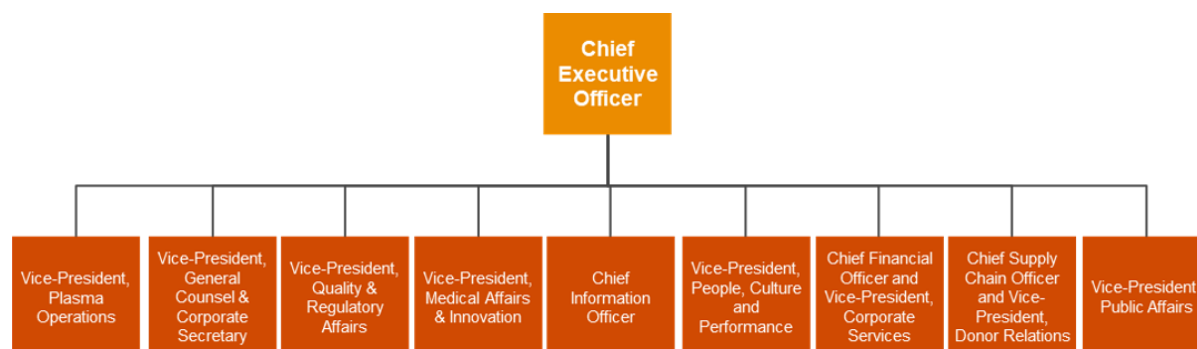 Chief
Executive
Officer
Vice-President,
Plasma
Operations
Vice-President,
General
Counsel &
Corporate
Secretary
Vice-President,
Quality &
Regulatory
Affairs
Vice-President,
Medical Affairs
& Innovation
Chief
Information
Officer
Vice-President,
People, Culture
and
Performance
Chief Financial
Officer and
Vice-President,
Corporate
Services
Chief Supply
Chain Officer
and Vice-
President,
Donor Relations
Vice-President
Public Affairs